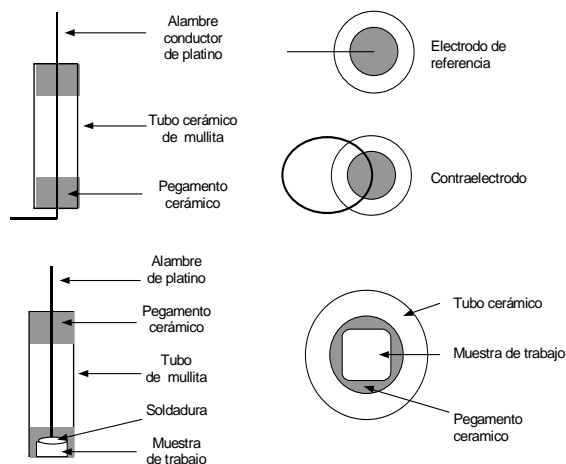 Alambre
conductor
de platino
Tubo cerámico
de mullita
Pegamento
cerámico
Electrodo de
referencia
Contraelectrodo
Alambre
de platino
Pegamento
cerámico
Tubo
de mullita
Soldadura
Muestra
de trabajo
Tubo cerámico
Muestra de trabajo
Pegamento
ceramico